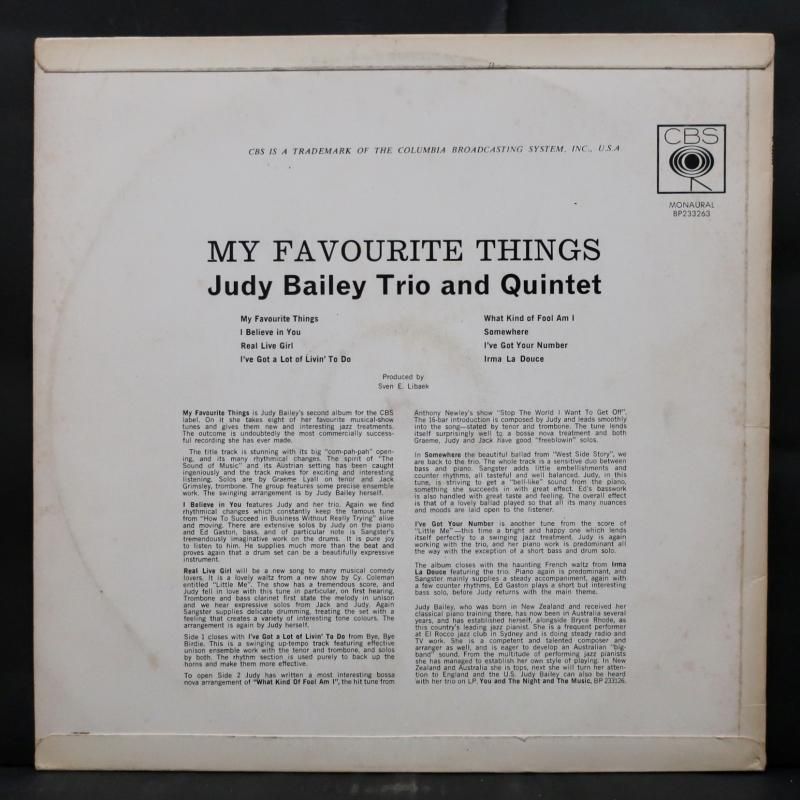 CBS IS A TRADEMARK OF THE COLUMBIA BROADCASTING SYSTEM, INC., U.S.A
CBS
MONAURAL
BP233263
MY FAVOURITE THINGS
Judy Bailey Trio and Quintet
My Favourite Things
I Believe in You
Real Live Girl
I've Got a Lot of Livin' To Do
What Kind of Fool Am I
Somewhere
I've Got Your Number
Irma La Douce
Produced by
Sven E. Libaek
My Favourite Things is Judy Bailey's second album for the CBS
label. On it she takes eight of her favourite musical-show
tunes and gives them new and interesting jazz treatments.
The outcome is undoubtedly the most commercially success-
ful recording she has ever made.
The title track is stunning with its big "oom-pah-pah" open-
ing, and its many rhythmical changes. The spirit of "The
Sound of Music" and its Austrian setting has been caught
ingeniously and the track makes for exciting and interesting
listening. Solos are by Graeme Lyall on tenor and Jack
Grimsley, trombone. The group features some precise ensemble
work. The swinging arrangement is by Judy Bailey herself.
I Believe in You features Judy and her trio. Again we find
rhythmical changes which constantly keep the famous tune
from "How To Succeed in Business Without Really Trying" alive
and moving. There are extensive solos by Judy on the piano
and Ed Gaston, bass, and of particular note is Sangster's
tremendously imaginative work on the drums. It is pure joy
to listen to him. He supplies much more than the beat and
proves again that a drum set can be a beautifully expressive
instrument.
Real Live Girl will be a new song to many musical comedy
lovers. It is a lovely waltz from a new show by Cy. Coleman
entitled "Little Me". The show has a tremendous score, and
Judy fell in love with this tune in particular, on first hearing.
Trombone and bass clarinet first state the melody in unison
and we hear expressive solos from Jack and Judy. Again
Sangster supplies delicate drumming, treating the set with a
feeling that creates a variety of interesting tone colours. The
arrangement is again by Judy herself.
Side 1 closes with I've Got a Lot of Livin' To Do from Bye, Bye
Birdie. This is a swinging up-tempo track featuring effective
unison ensemble work with the tenor and trombone, and solos
by both. The rhythm section is used purely to back up the
horns and make them more effective.
To open Side 2 Judy has written a most interesting bossa
nova arrangement of "What Kind Of Fool Am I", the hit tune from
Anthony Newley's show "Stop The World I Want To Get Off".
The 16-bar introduction is composed by Judy and leads smoothly
into the song—stated by tenor and trombone. The tune lends
itself surprisingly well to a bossa nova treatment and both
Graeme, Judy and Jack have good "freeblowin" solos.
In Somewhere the beautiful ballad from "West Side Story", we
are back to the trio. The whole track is a sensitive duo between
bass and piano. Sangster adds little embellishments and
counter rhythms, all tasteful and well balanced. Judy, in this
tune, is striving to get a "bell-like" sound from the piano,
something she succeeds in with great effect. Ed's basswork
is also handled with great taste and feeling. The overall effect
is that of a lovely ballad played so that all its many nuances
and moods are laid open to the listener.
I've Got Your Number is another tune from the score of
"Little Me"—this time a bright and happy one which lends
itself perfectly to a swinging jazz treatment. Judy is again
working with the trio, and her piano work is predominant all
the way with the exception of a short bass and drum solo.
The album closes with the haunting French waltz from Irma
La Douce featuring the trio. Piano again is predominant, and
Sangster mainly supplies a steady accompaniment, again with
a few counter rhythms, Ed Gaston plays a short but interesting
bass solo, before Judy returns with the main theme.
Judy Bailey, who was born in New Zealand and received her
classical piano training there, has now been in Australia several
years, and has established herself, alongside Bryce Rhode, as
this country's leading jazz pianist. She is a frequent performer
at El Rocco jazz club in Sydney and is doing steady radio and
TV work. She is a competent and talented composer and
arranger as well, and is eager to develop an Australian "big-
band" sound. From the multitude of performing jazz pianists
she has managed to establish her own style of playing. In New
Zealand and Australia she is tops, next she will turn her atten-
tion to England and the U.S. Judy Bailey can also be heard
with her trio on LP, You and The Night and The Music, BP 233126.